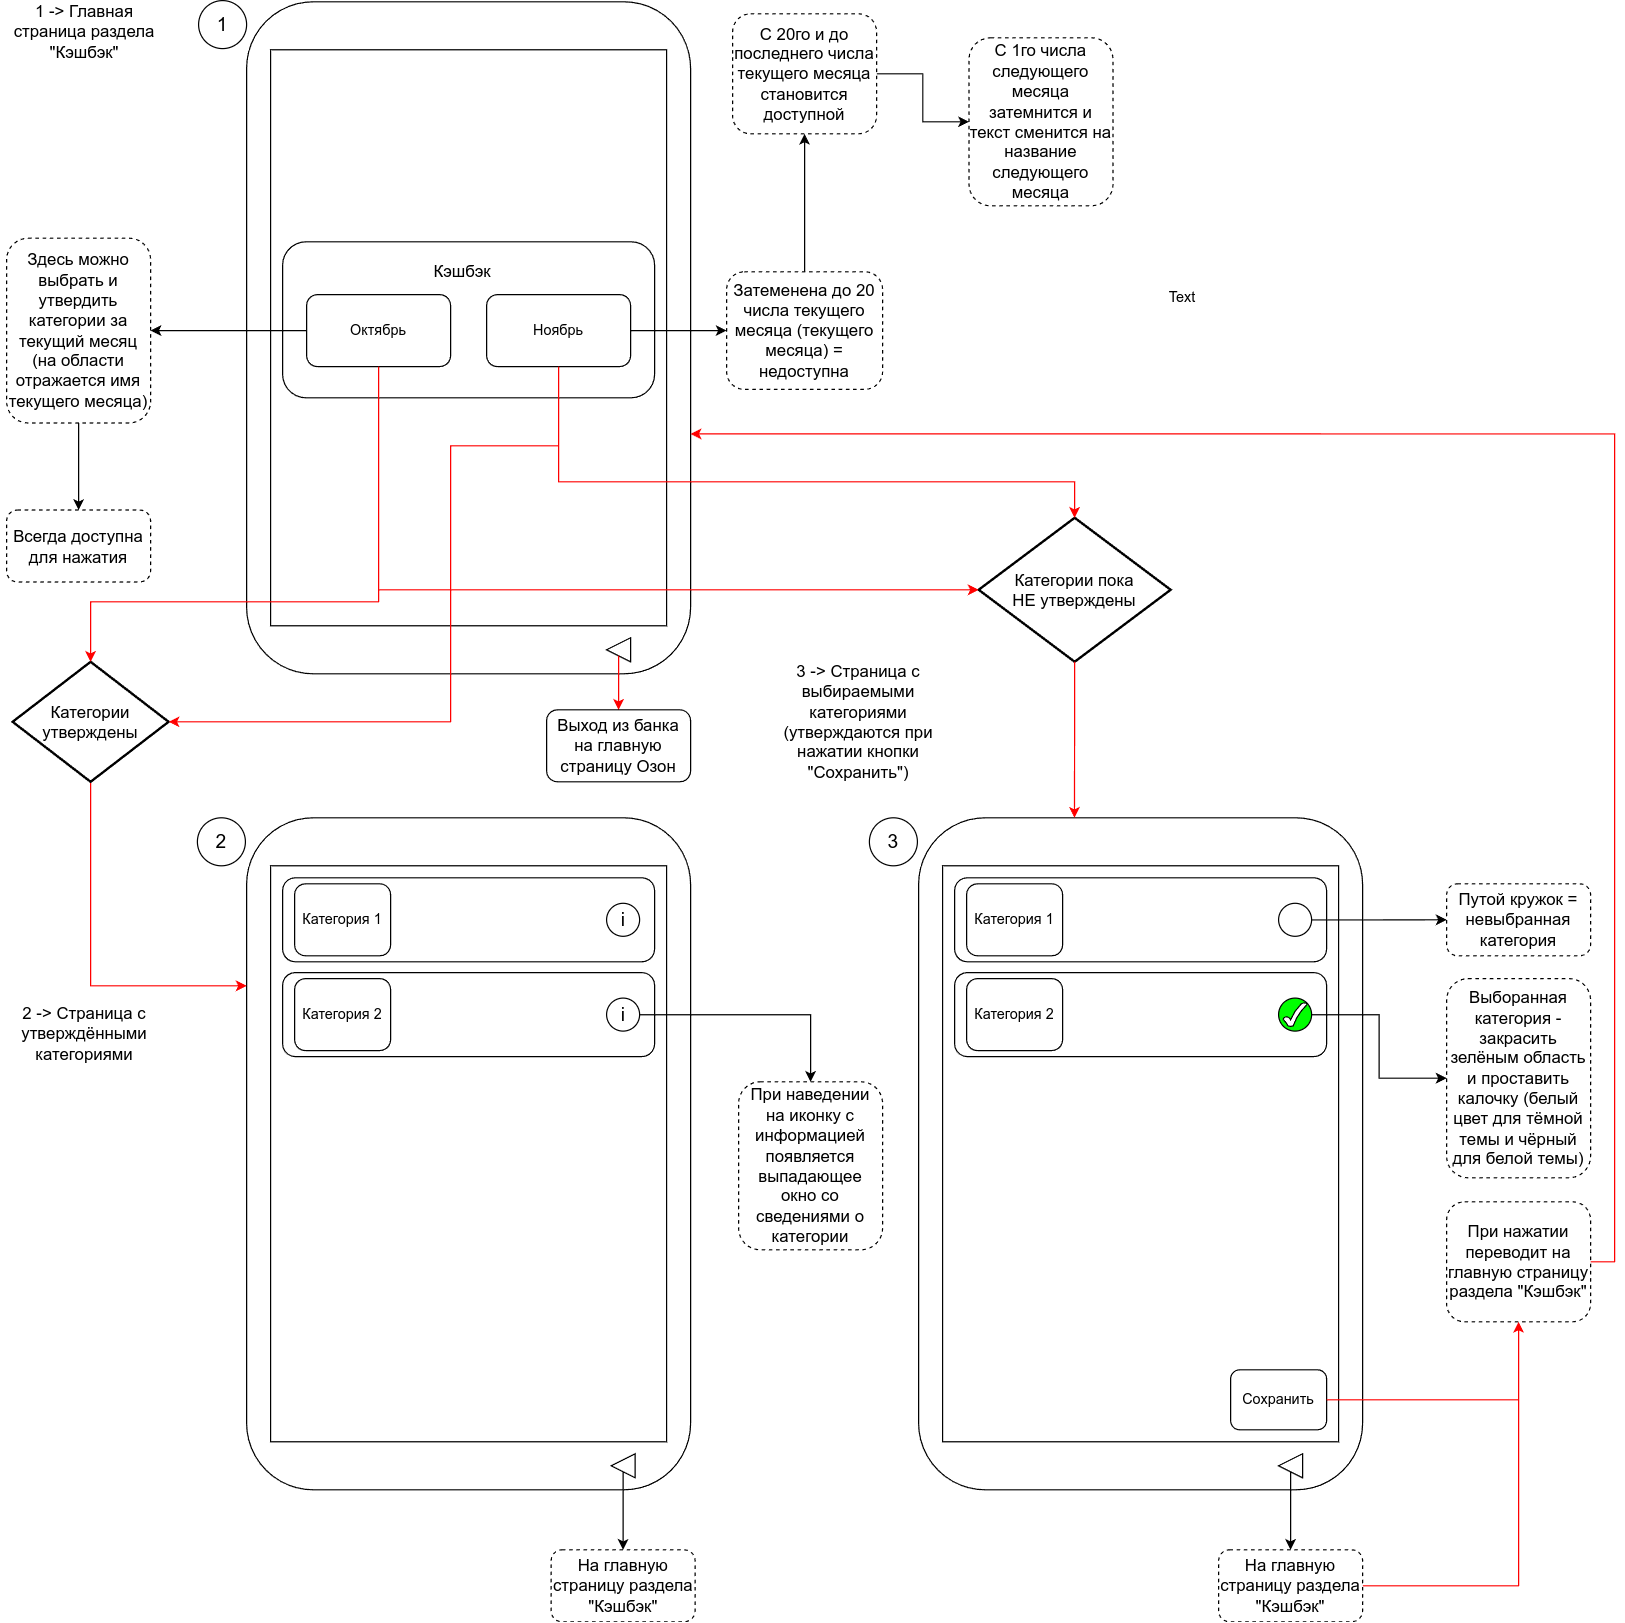 1 -> Главная
страница раздела
"Кэшбэк"
1
С 20го и до
последнего числа
текущего месяца
становится
доступной
С 1го числа
следующего
месяца
затемнится и
текст сменится на
название
следующего
месяца
Здесь можно
выбрать и
утвердить
категории за
текущий месяц
(на области
отражается имя
текущего месяца)
Кэшбэк
Октябрь
Ноябрь
Затеменена до 20
числа текущего
месяца (текущего
месяца) =
недоступна
Text
Всегда доступна
для нажатия
Категории пока
НЕ утверждены
Категории
утверждены
Выход из банка
на главную
страницу Озон
3 -> Страница с
выбираемыми
категориями
(утверждаются при
нажатии кнопки
"Сохранить")
2
Категория 1
i
Категория 2
i
2 -> Страница с
утверждёнными
категориями
При наведении
на иконку с
информацией
появляется
выпадающее
окно со
сведениями о
категории
На главную
страницу раздела
"Кэшбэк"
3
Категория 1
Категория 2
Путой кружок =
невыбранная
категория
Выборанная
категория -
закрасить
зелёным область
и проставить
калочку (белый
цвет для тёмной
темы и чёрный
для белой темы)
При нажатии
переводит на
главную страницу
раздела "Кэшбэк"
Сохранить
На главную
страницу раздела
"Кэшбэк"